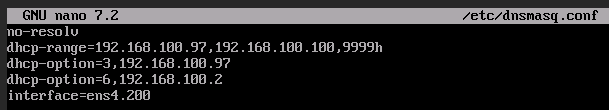 GNU nano 7.2 /etc/dnsmasq.conf
no-resolv
dhcp-range=192.168.100.97,192.168.100.100,9999h
dhcp-option=3,192.168.100.97
dhcp-option=6,192.168.100.2
interface=ens4.200